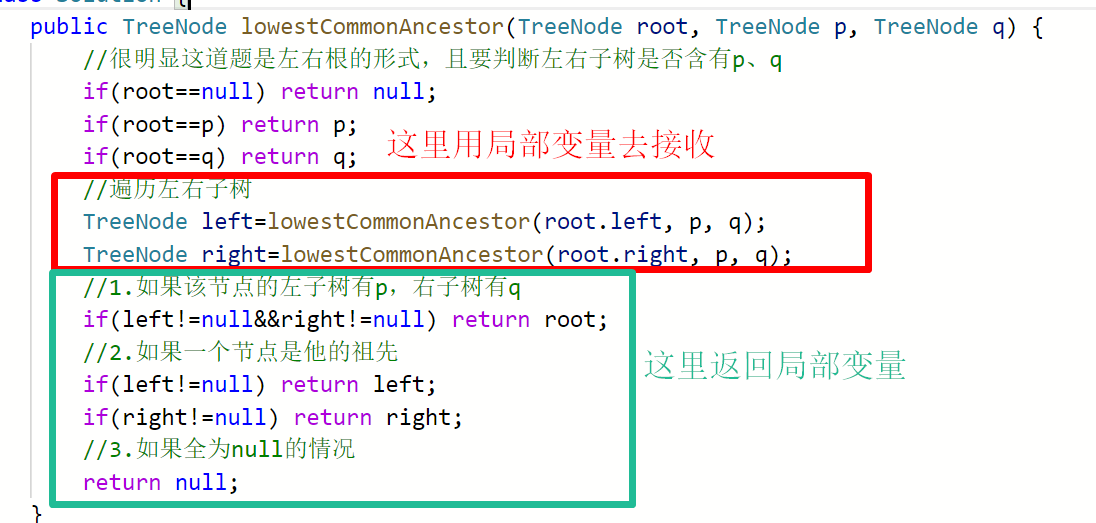 public TreeNode lowestCommonAncestor(TreeNode root, TreeNode p, TreeNode q) {
//很明显这道题是左右根的形式，且要判断左右子树是否含有p、q
if(root==null) return null;
if(root==p) return p;
if(root==q) return q;
这里用局部变量去接收
//遍历左右子树
TreeNode left=lowestCommonAncestor(root.left, p, q);
TreeNode right=lowestCommonAncestor(root.right, p, q);
//1.如果该节点的左子树有p，右子树有q
if(left!=null&&right!=null) return root;
//2.如果一个节点是他的祖先
if(left!=null) return left;
这里返回局部变量
if(right!=null) return right;
//3.如果全为null的情况
return null;
}